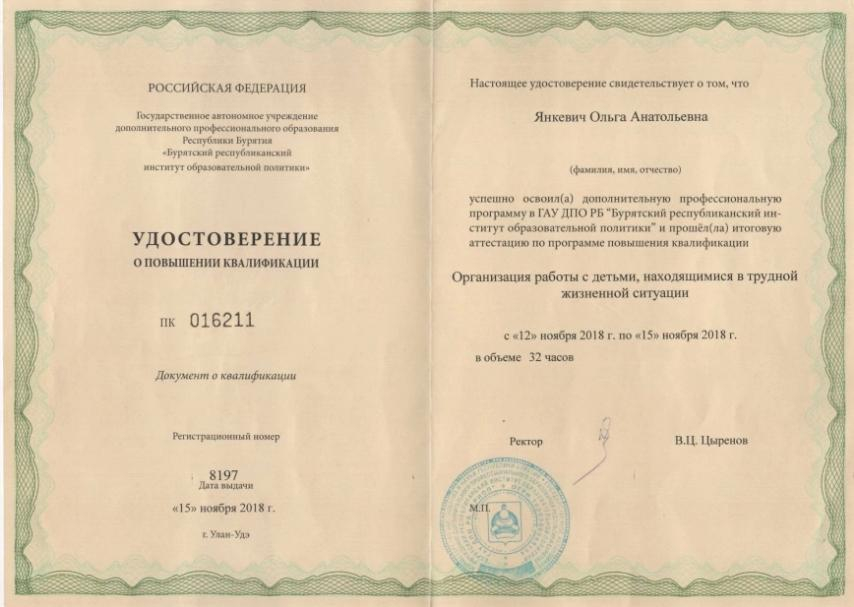 РОССИЙСКАЯ ФЕДЕРАЦИЯ
Государственное автономное учреждение
дополнительного профессионального образования
Республики Бурятия
«Бурятский республиканский
институт образовательной политики»
УДОСТОВЕРЕНИЕ
О ПОВЫШЕНИИ КВАЛИФИКАЦИИ
ПК 016211
Документ о квалификации
Регистрационный номер
8197
Дата выдачи
«15» ноября 2018 г.
г. Улан-Удэ
Настоящее удостоверение свидетельствует о том, что
Янкевич Ольга Анатольевна
(фамилия, имя, отчество)
успешно освоил(а) дополнительную профессиональную
программу в ГАУ ДПО РБ "Бурятский республиканский ин-
ститут образовательной политики" и прошёл(ла) итоговую
аттестацию по программе повышения квалификации
Организация работы с детьми, находящимися в трудной
жизненной ситуации
с «12» ноября 2018 г. по «15» ноября 2018 г.
в объеме 32 часов
Ректор В.Ц. Цыренов
М.П.